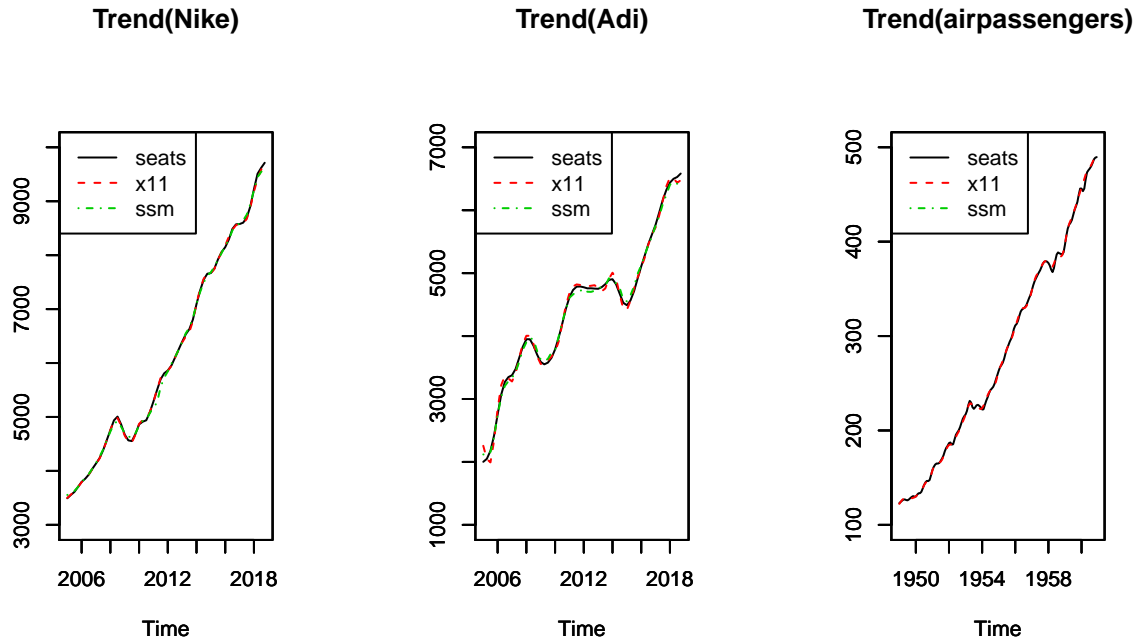 Trend(Nike)
seats
x11
ssm
3000
5000
7000
9000
2006
2012
2018
Time
Trend(Adi)
seats
x11
ssm
1000
3000
5000
7000
2006
2012
2018
Time
Trend(airpassengers)
seats
x11
ssm
100
200
300
400
500
1950
1954
1958
Time